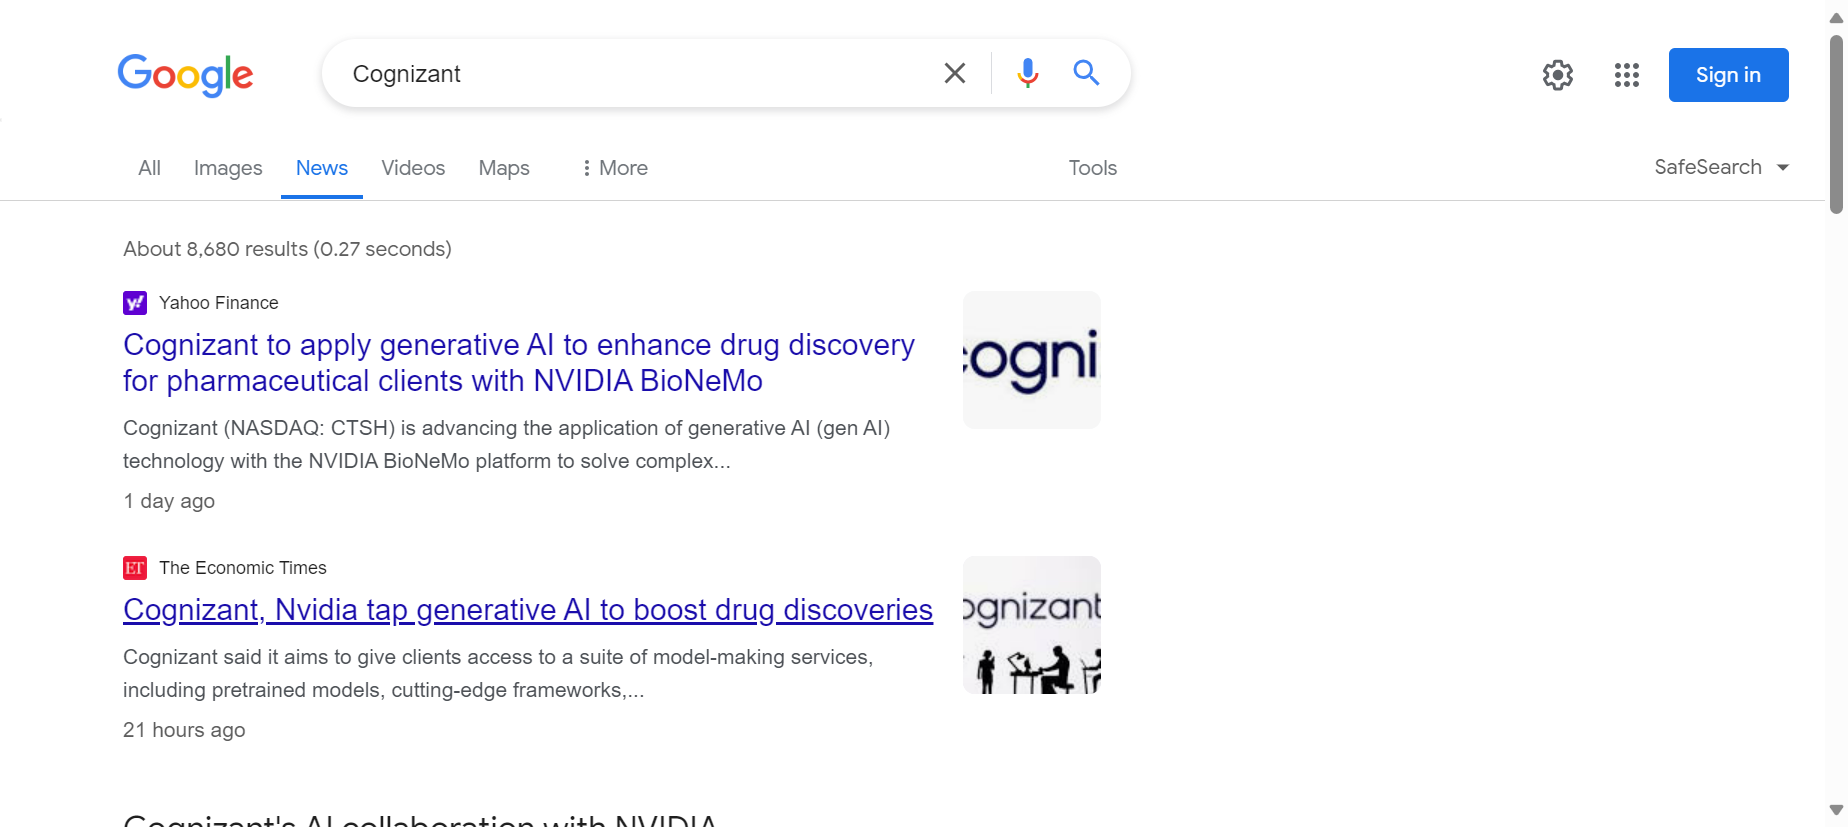 Google
Cognizant
Sign in
All Images News Videos Maps More Tools SafeSearch
About 8,680 results (0.27 seconds)
y! Yahoo Finance
Cognizant to apply generative AI to enhance drug discovery
for pharmaceutical clients with NVIDIA BioNeMo
Cognizant (NASDAQ: CTSH) is advancing the application of generative AI (gen AI)
technology with the NVIDIA BioNeMo platform to solve complex...
1 day ago
cogni
ET The Economic Times
Cognizant, Nvidia tap generative AI to boost drug discoveries
Cognizant said it aims to give clients access to a suite of model-making services,
including pretrained models, cutting-edge frameworks,...
21 hours ago
ognizant
Cognizant's AI collaboration with NVIDIA